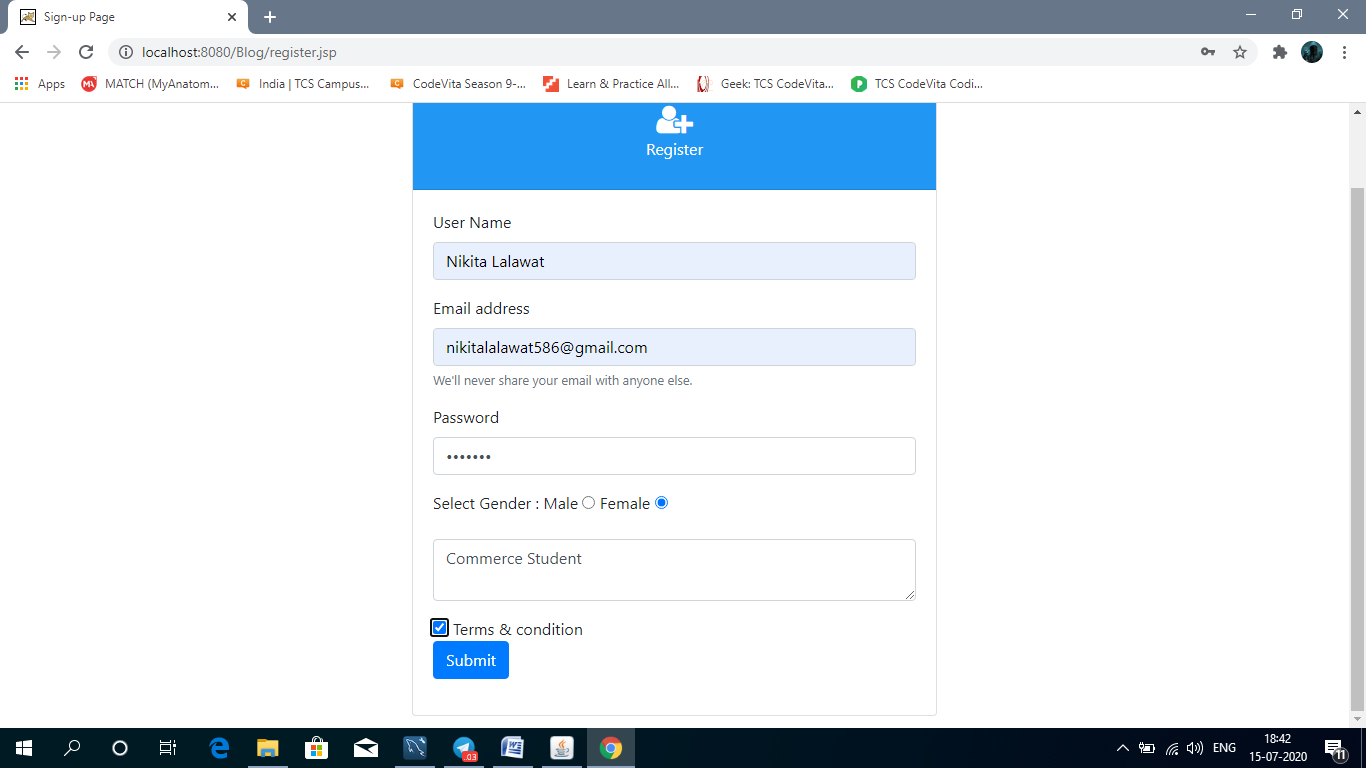 Sign-up Page
localhost:8080/Blog/register.jsp
Apps MATCH (MyAnatom... India | TCS Campus... CodeVita Season 9-... Learn & Practice All... Geek: TCS CodeVita... TCS CodeVita Codi...
Register
User Name
Nikita Lalawat
Email address
nikitalalawat586@gmail.com
We'll never share your email with anyone else.
Password
•••••••
Select Gender : Male Female
Commerce Student
Terms & condition
Submit
.03
ENG
18:42
15-07-2020
11